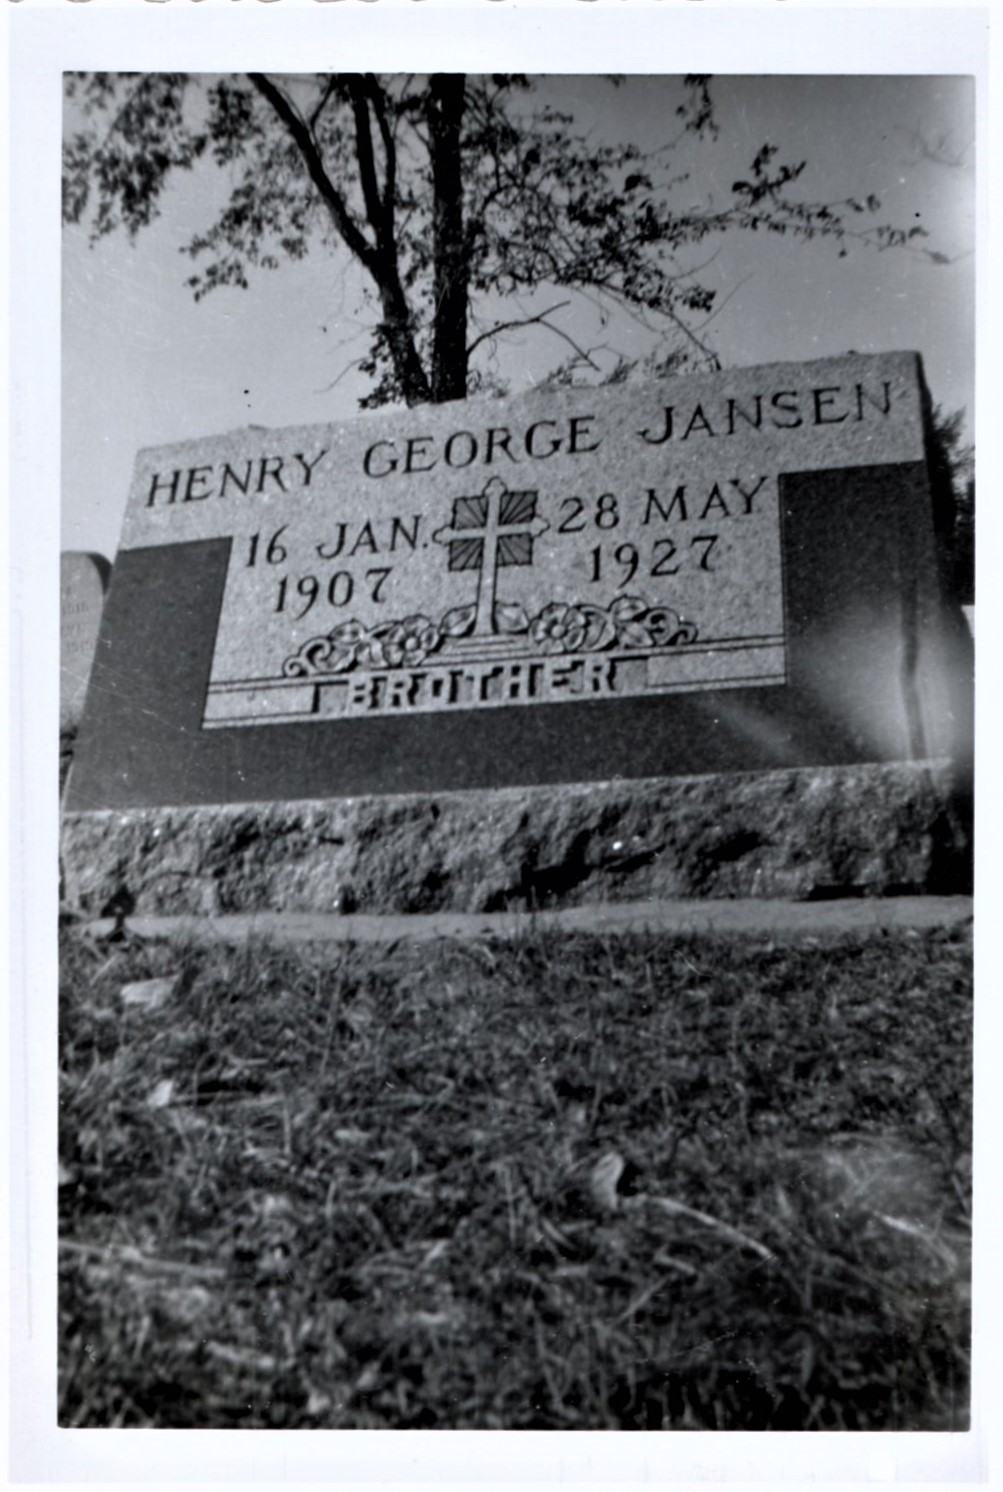 HENRY GEORGE JANSEN
16 JAN. 28 MAY
1907 1927
BROTHER